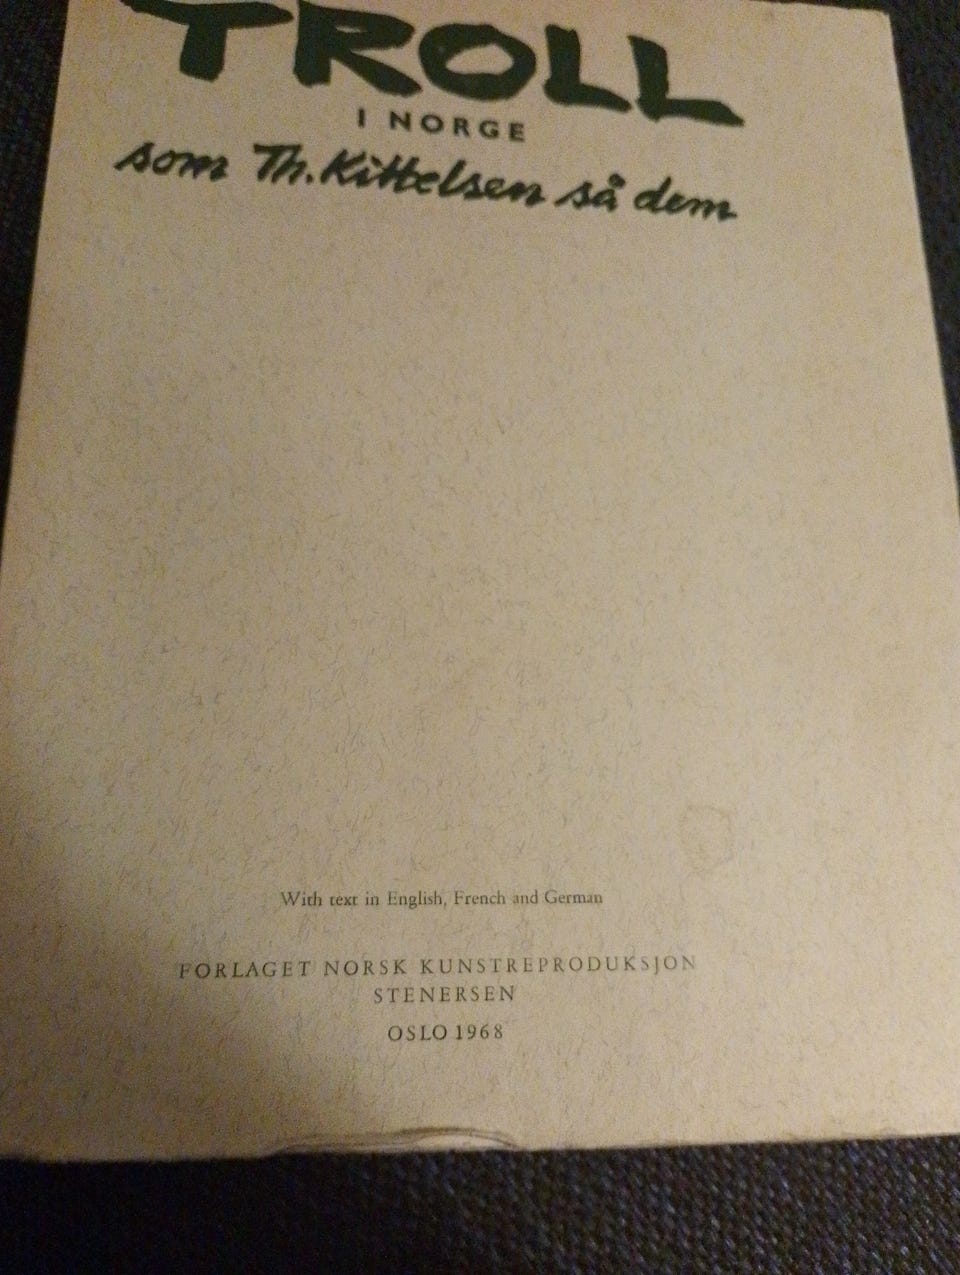 TROLL
I NORGE
som Th. Kittelsen så dem
With text in English, French and German
FORLAGET NORSK KUNSTREPRODUKSJON
STENERSEN
OSLO 1968